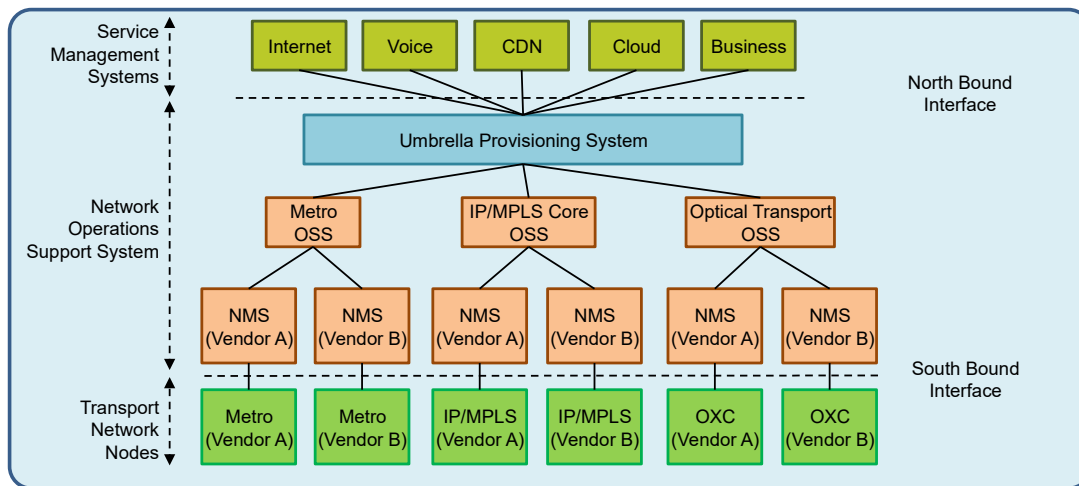 Service
Management
Systems
Internet
Voice
CDN
Cloud
Business
North Bound
Interface
Umbrella Provisioning System
Network
Operations
Support System
Metro
OSS
IP/MPLS Core
OSS
Optical Transport
OSS
NMS
(Vendor A)
NMS
(Vendor B)
NMS
(Vendor A)
NMS
(Vendor B)
NMS
(Vendor A)
NMS
(Vendor B)
South Bound
Interface
Transport
Network
Nodes
Metro
(Vendor A)
Metro
(Vendor B)
IP/MPLS
(Vendor A)
IP/MPLS
(Vendor B)
OXC
(Vendor A)
OXC
(Vendor B)